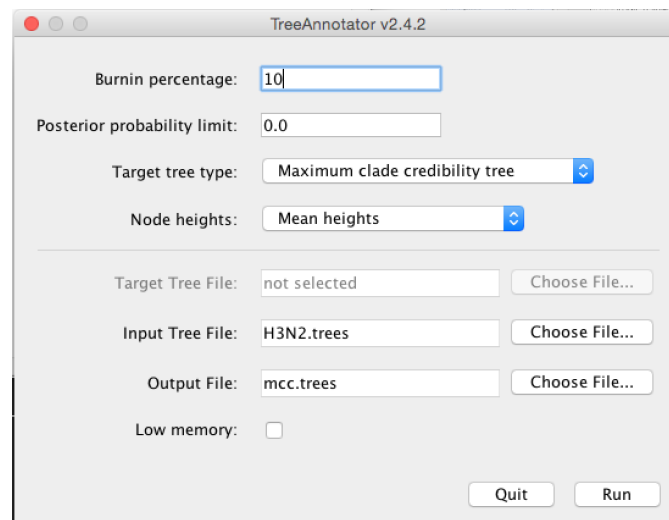 TreeAnnotator v2.4.2
Burnin percentage: 10
Posterior probability limit: 0.0
Target tree type: Maximum clade credibility tree
Node heights: Mean heights
Target Tree File: not selected Choose File...
Input Tree File: H3N2.trees Choose File...
Output File: mcc.trees Choose File...
Low memory:
Quit Run